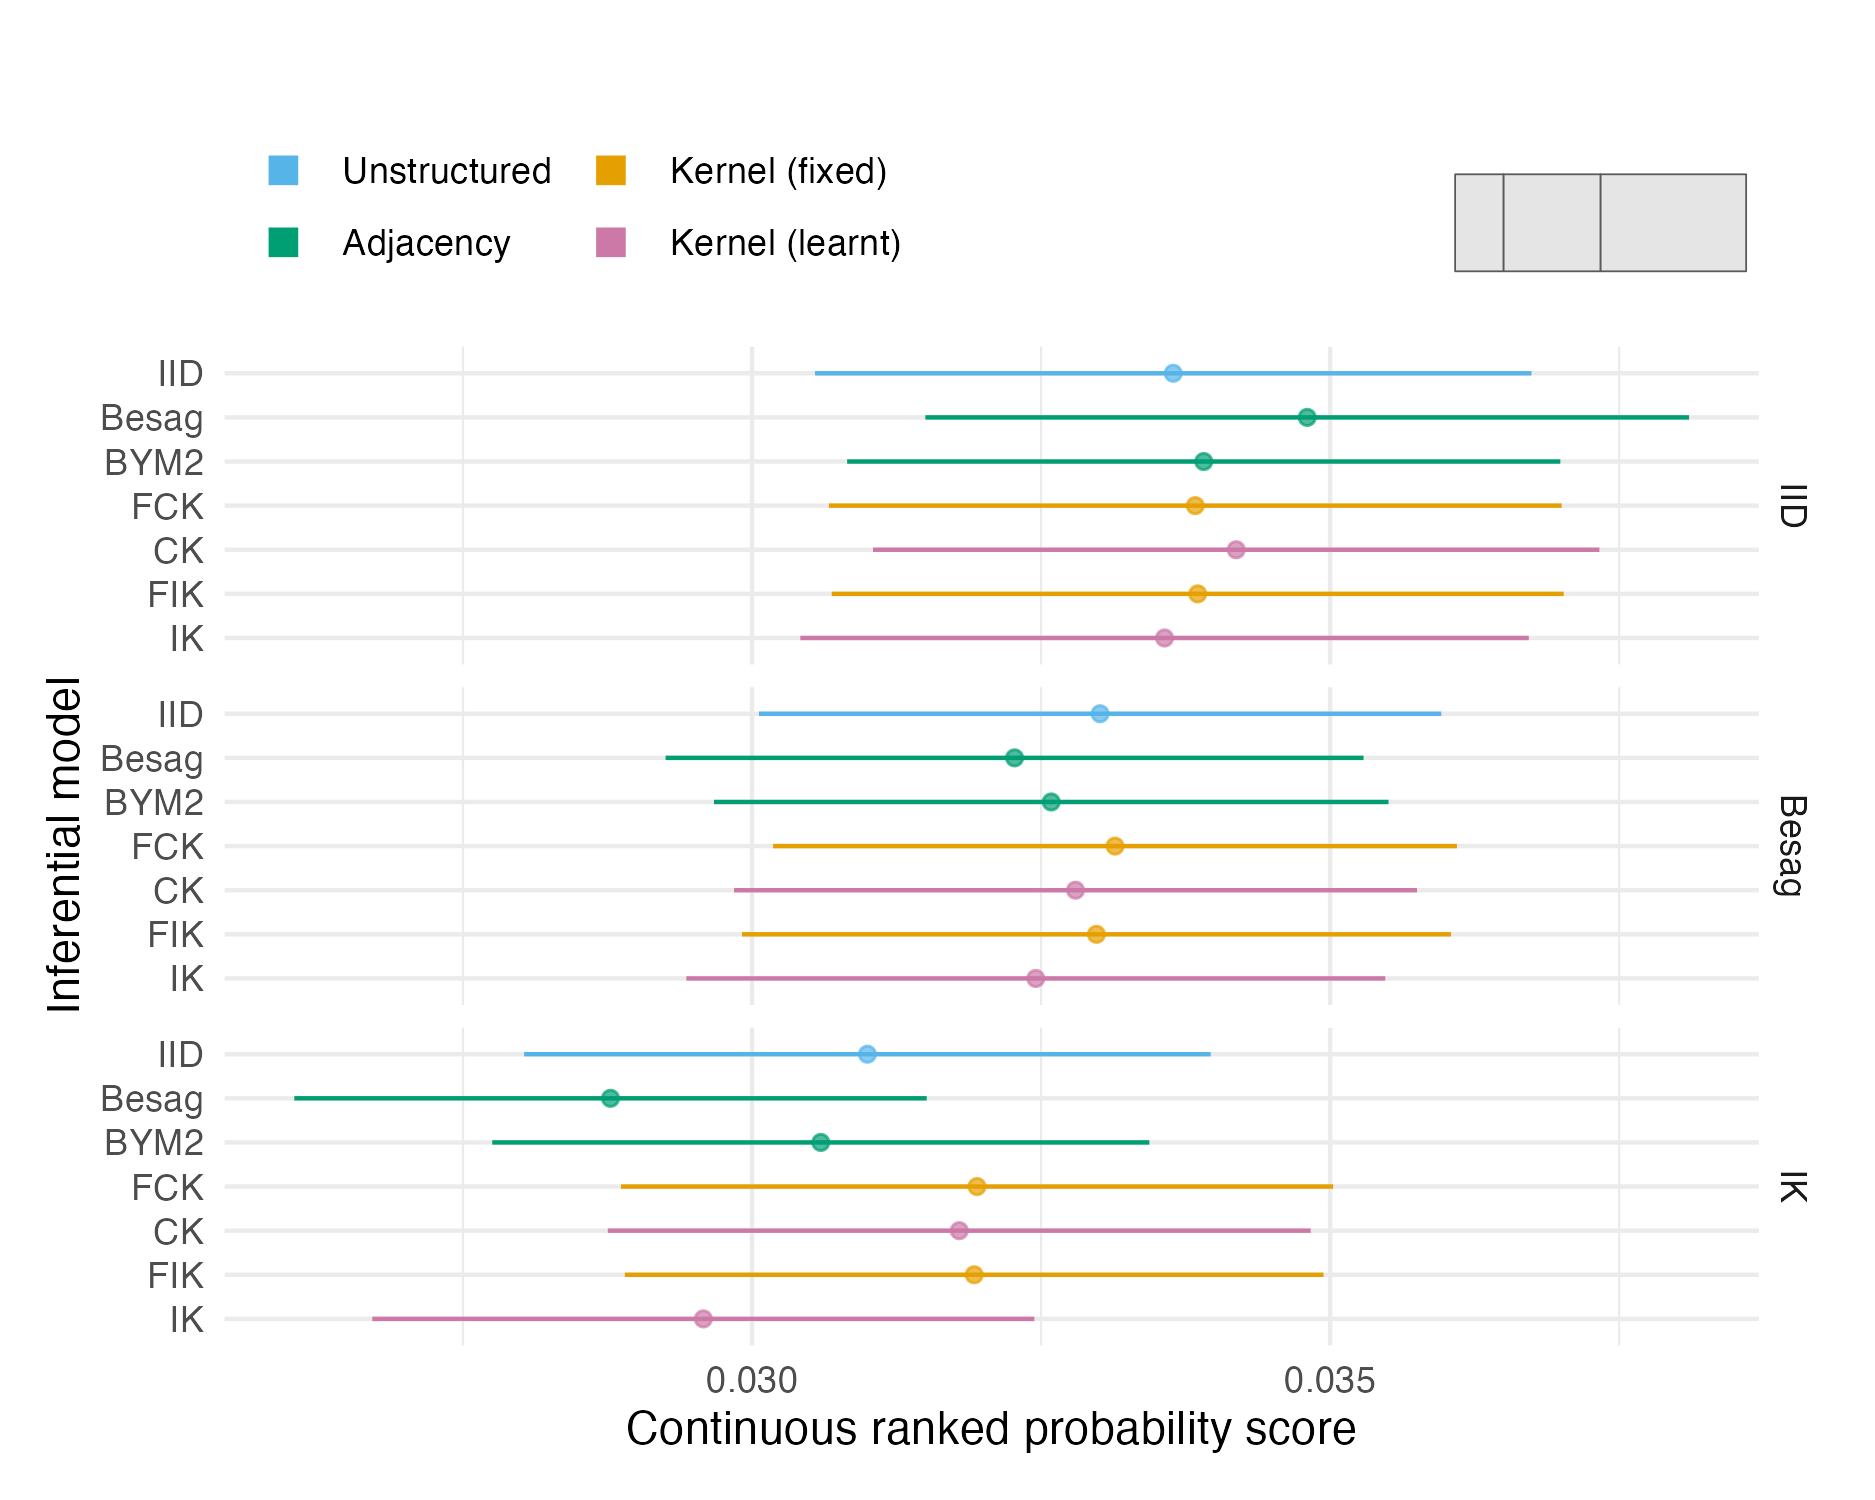 Unstructured
Kernel (fixed)
Adjacency
Kernel (learnt)
IID
Besag
BYM2
FCK
CK
FIK
IK
IID
IID
Besag
BYM2
FCK
CK
FIK
IK
Besag
IID
Besag
BYM2
FCK
CK
FIK
IK
IK
Inferential model
0.030
0.035
Continuous ranked probability score